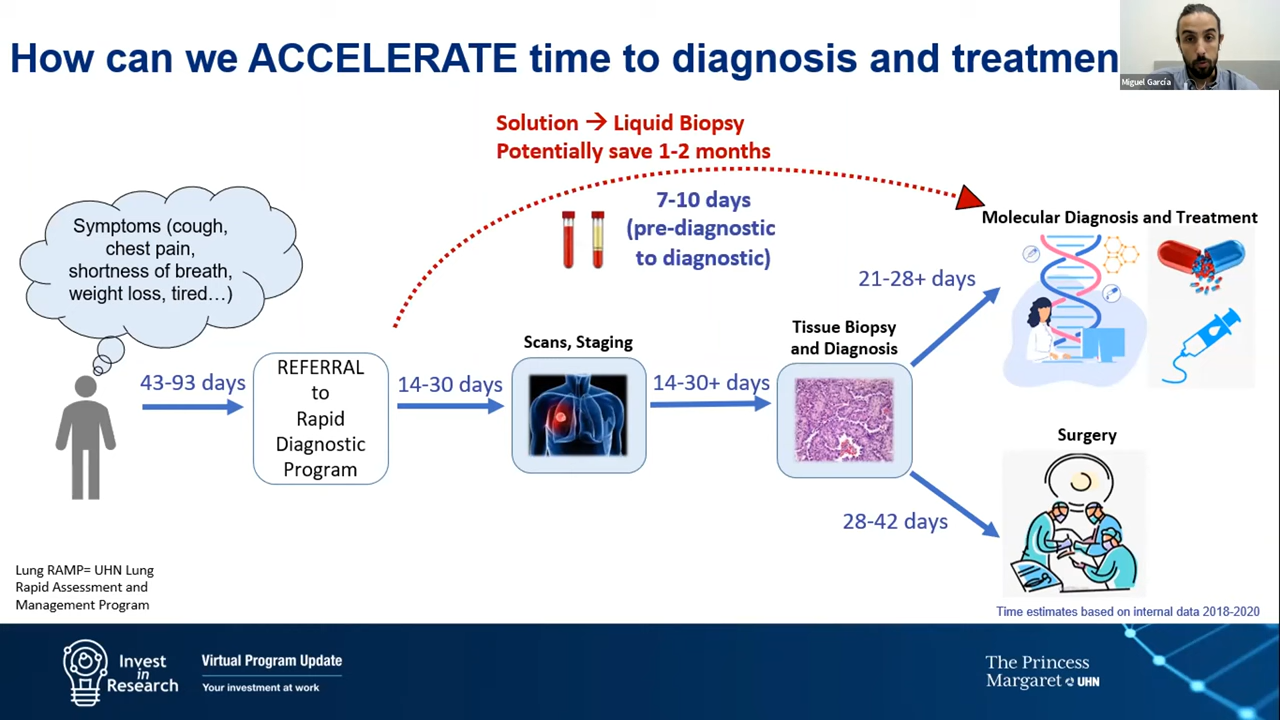 How can we ACCELERATE time to diagnosis and treatmen
Miguel García
Solution → Liquid Biopsy
Potentially save 1-2 months
7-10 days
(pre-diagnostic
to diagnostic)
Symptoms (cough,
chest pain,
shortness of breath,
weight loss, tired…)
43-93 days
REFERRAL
to
Rapid
Diagnostic
Program
14-30 days
Scans, Staging
14-30+ days
Tissue Biopsy
and Diagnosis
21-28+ days
Molecular Diagnosis and Treatment
28-42 days
Surgery
Lung RAMP= UHN Lung
Rapid Assessment and
Management Program
Time estimates based on internal data 2018-2020
Invest
in
Research
Virtual Program Update
Your investment at work
The Princess
Margaret UHN